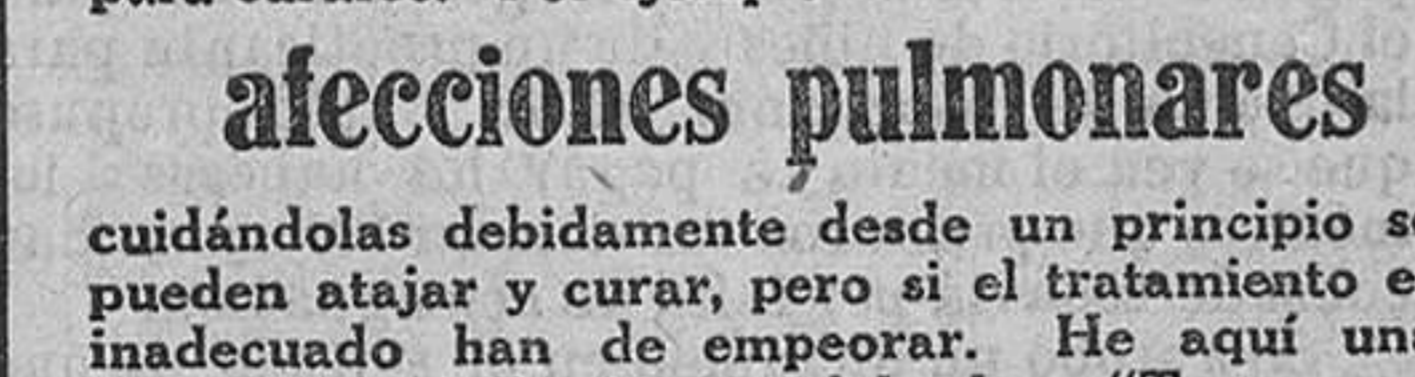 afecciones pulmonares
cuidándolas debidamente desde un principio
pueden atajar y curar, pero si el tratamiento
inadecuado han de empeorar. He aquí